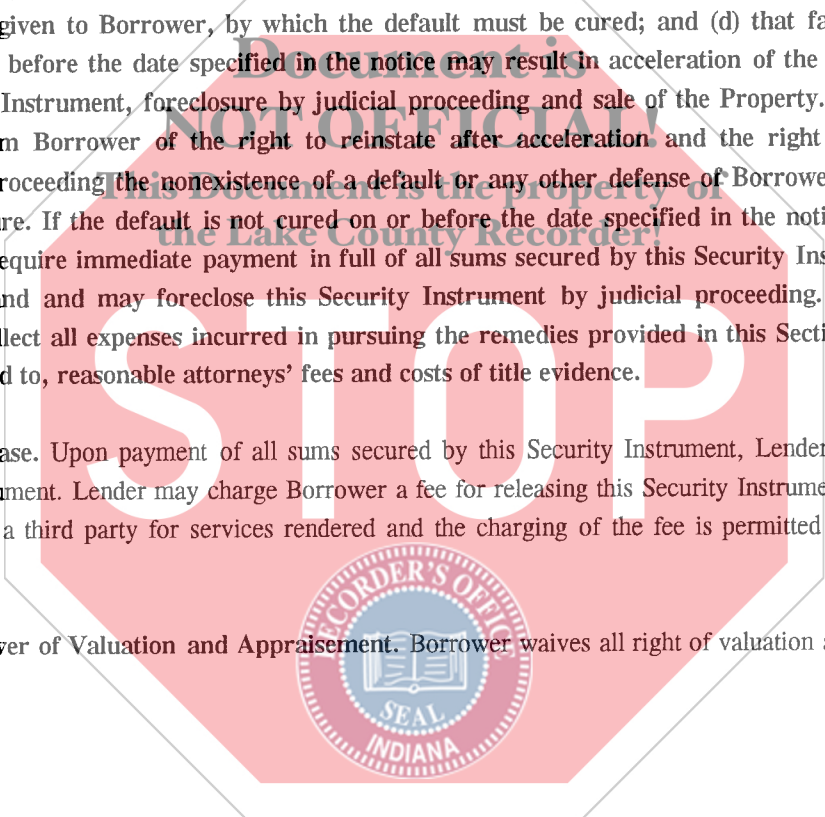 given to Borrower, by which the default must be cured; and (d) that fa
Document is
before the date specified in the notice may result in acceleration of the
Instrument, foreclosure by judicial proceeding and sale of the Property.
NOT OFFICIAL!
m Borrower of the right to reinstate after acceleration and the right
roceeding the nonexistence of a default or any other defense of Borrowe
This Document is the property of
re. If the default is not cured on or before the date specified in the noti
the Lake County Recorder!
equire immediate payment in full of all sums secured by this Security Ins
and and may foreclose this Security Instrument by judicial proceeding.
llect all expenses incurred in pursuing the remedies provided in this Secti
d to, reasonable attorneys’ fees and costs of title evidence.
STOP
ase. Upon payment of all sums secured by this Security Instrument, Lender
ument. Lender may charge Borrower a fee for releasing this Security Instrume
a third party for services rendered and the charging of the fee is permitted
RECORDER'S OFFICE
ver of Valuation and Appraisement. Borrower waives all right of valuation a
SEAL
INDIANA